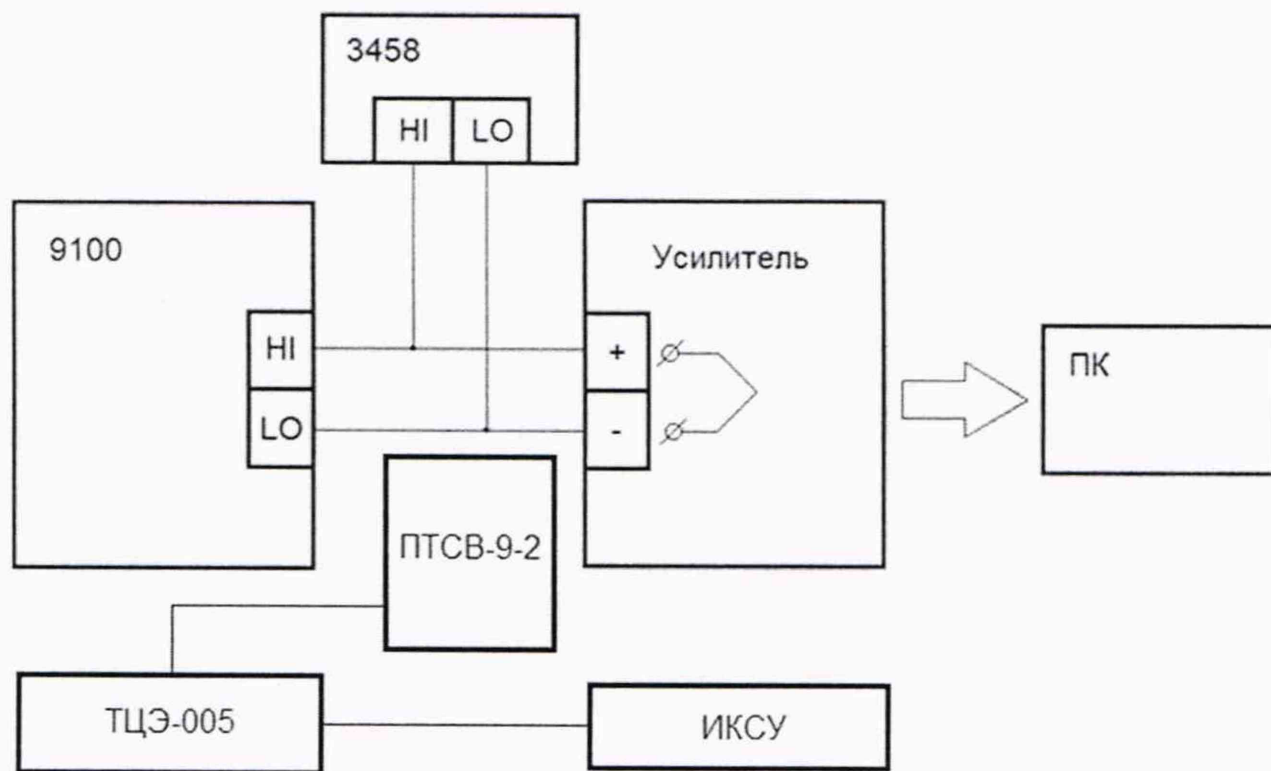 3458
HI LO
9100
Усилитель
HI
+
ПК
LO
-
ПТСВ-9-2
ТЦЭ-005
ИКСУ